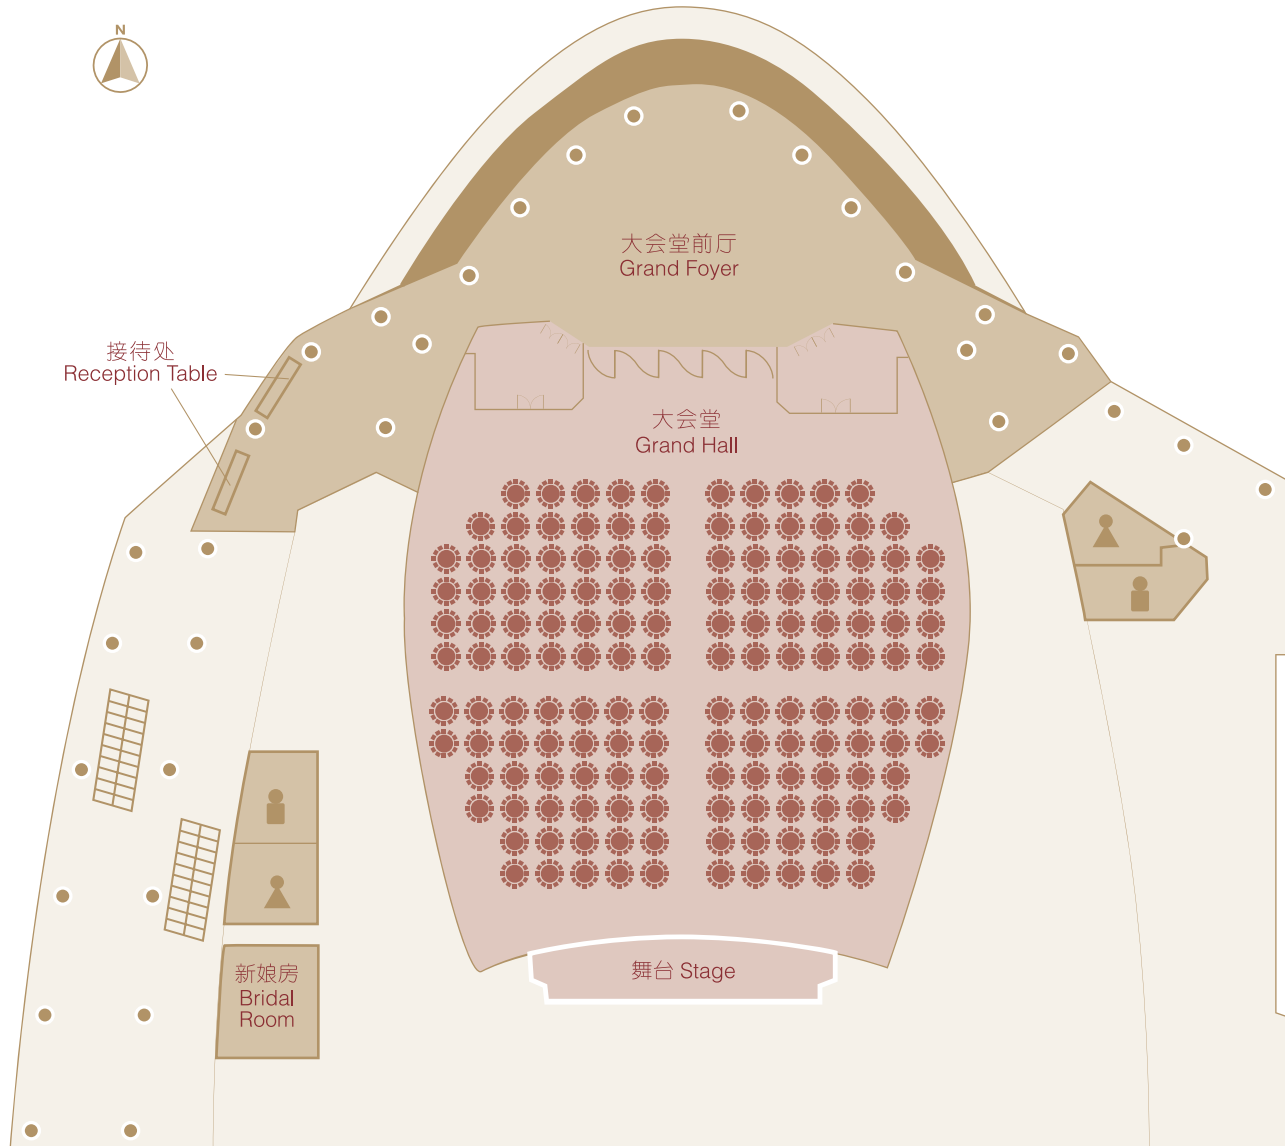 N
大会堂前厅
Grand Foyer
接待处
Reception Table
大会堂
Grand Hall
舞台 Stage
新娘房
Bridal
Room